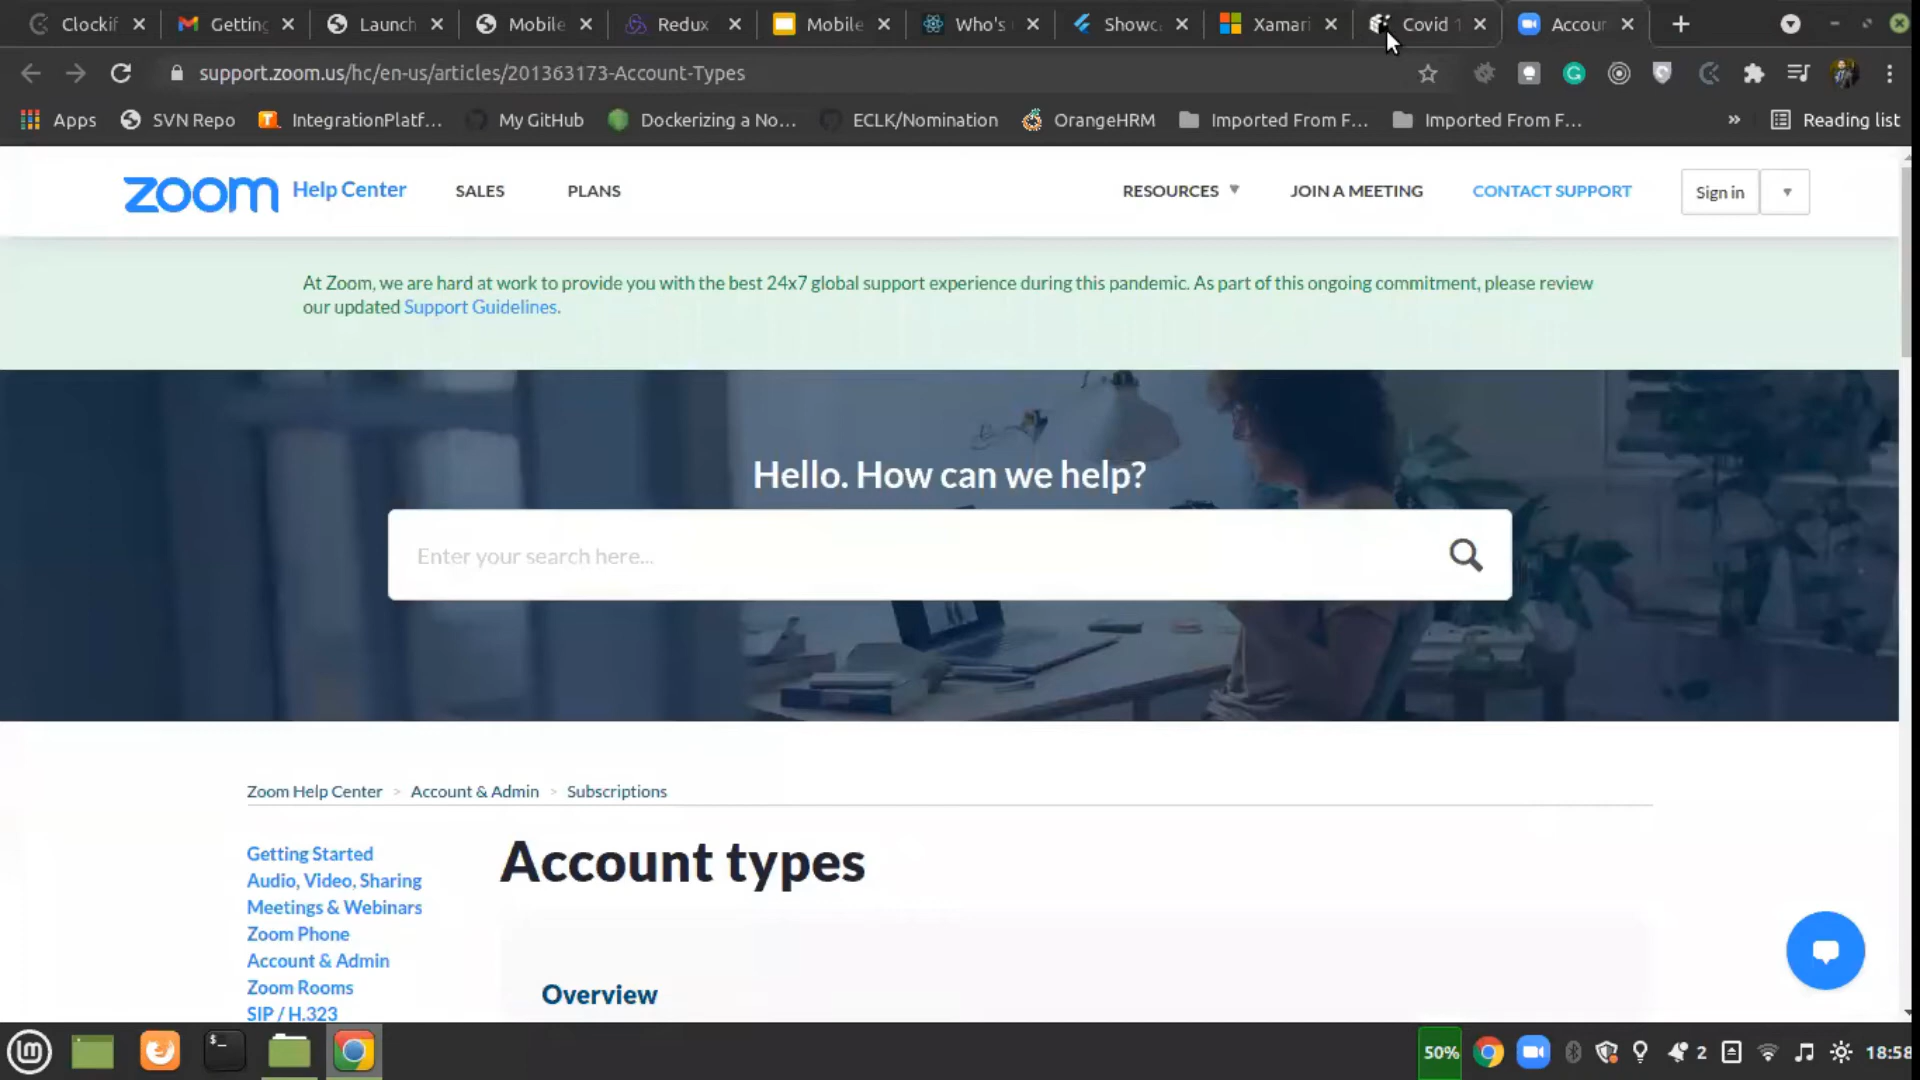 Clockif
Getting
Launch
Mobile
Redux
Mobile
Who's
Showca
Xamari
Covid 1
Accoun
support.zoom.us/hc/en-us/articles/201363173-Account-Types
Apps
SVN Repo
IntegrationPlatf...
My GitHub
Dockerizing a No...
ECLK/Nomination
OrangeHRM
Imported From F...
Imported From F...
»
Reading list
zoom Help Center
SALES
PLANS
RESOURCES
JOIN A MEETING
CONTACT SUPPORT
Sign in
At Zoom, we are hard at work to provide you with the best 24x7 global support experience during this pandemic. As part of this ongoing commitment, please review
our updated Support Guidelines.
Hello. How can we help?
Enter your search here...
Zoom Help Center > Account & Admin > Subscriptions
Getting Started
Audio, Video, Sharing
Meetings & Webinars
Zoom Phone
Account & Admin
Zoom Rooms
SIP / H.323
Account types
Overview
50%
2
18:58